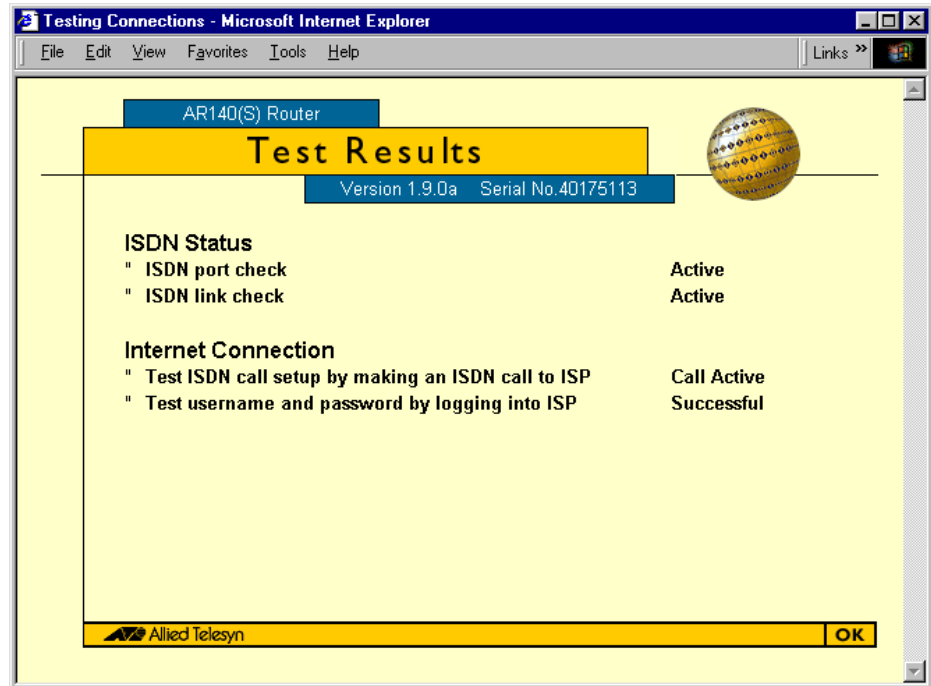 Testing Connections - Microsoft Internet Explorer
File Edit View Favorites Tools Help Links »
AR140(S) Router
Test Results
Version 1.9.0a Serial No.40175113
ISDN Status
" ISDN port check Active
" ISDN link check Active
Internet Connection
" Test ISDN call setup by making an ISDN call to ISP Call Active
" Test username and password by logging into ISP Successful
Allied Telesyn OK